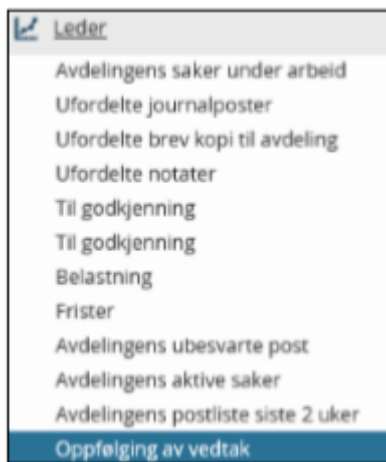 Leder
Avdelingens saker under arbeid
Ufordelte journalposter
Ufordelte brev kopi til avdeling
Ufordelte notater
Til godkjenning
Til godkjenning
Belastning
Frister
Avdelingens ubesvarte post
Avdelingens aktive saker
Avdelingens postliste siste 2 uker
Oppfølging av vedtak